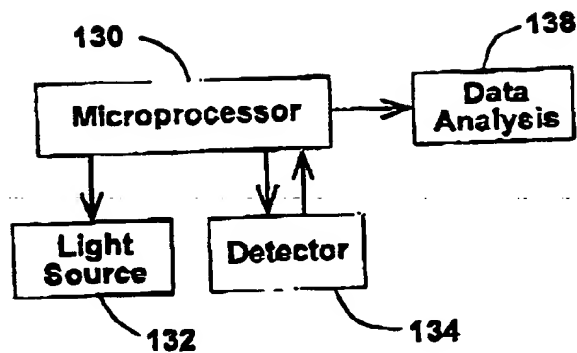 130
138
Microprocessor
Data
Analysis
Light
Source
Detector
132
134